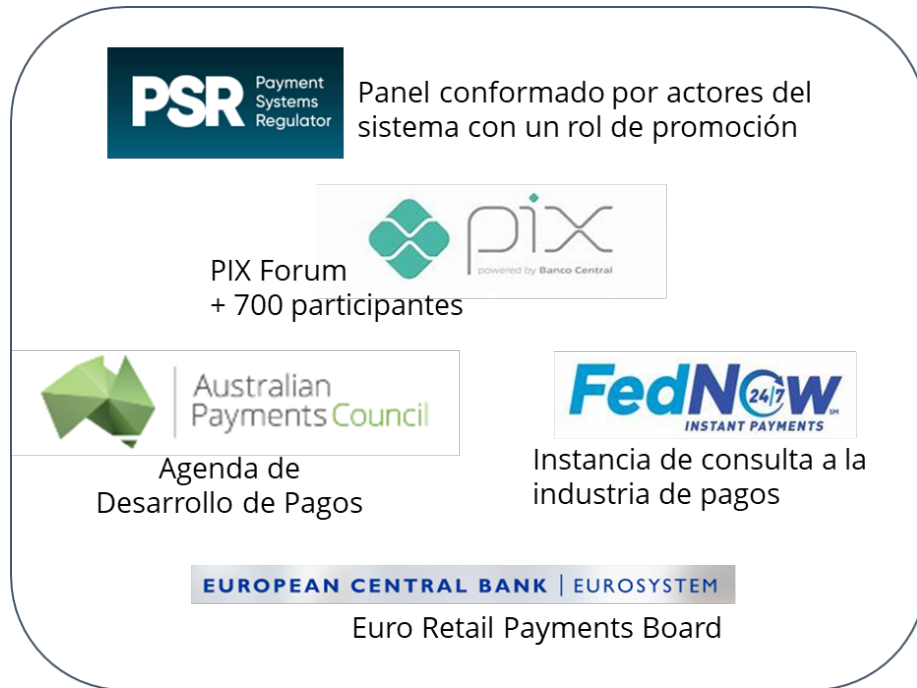 PSR
Payment
Systems
Regulator
Panel conformado por actores del
sistema con un rol de promoción
pix
powered by Banco Central
PIX Forum
+ 700 participantes
Australian
Payments Council
Agenda de
Desarrollo de Pagos
FedNow
24/7
SM
INSTANT PAYMENTS
Instancia de consulta a la
industria de pagos
EUROPEAN CENTRAL BANK | EUROSYSTEM
Euro Retail Payments Board